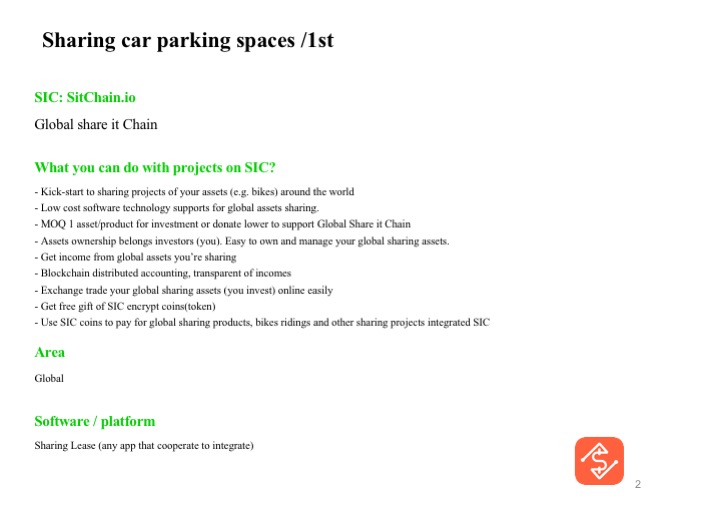 Sharing car parking spaces /1st
SIC: SitChain.io
Global share it Chain
What you can do with projects on SIC?
- Kick-start to sharing projects of your assets (e.g. bikes) around the world
- Low cost software technology supports for global assets sharing.
- MOQ 1 asset/product for investment or donate lower to support Global Share it Chain
- Assets ownership belongs investors (you). Easy to own and manage your global sharing assets.
- Get income from global assets you're sharing
- Blockchain distributed accounting, transparent of incomes
- Exchange trade your global sharing assets (you invest) online easily
- Get free gift of SIC encrypt coins(token)
- Use SIC coins to pay for global sharing products, bikes ridings and other sharing projects integrated SIC
Area
Global
Software / platform
Sharing Lease (any app that cooperate to integrate)
2